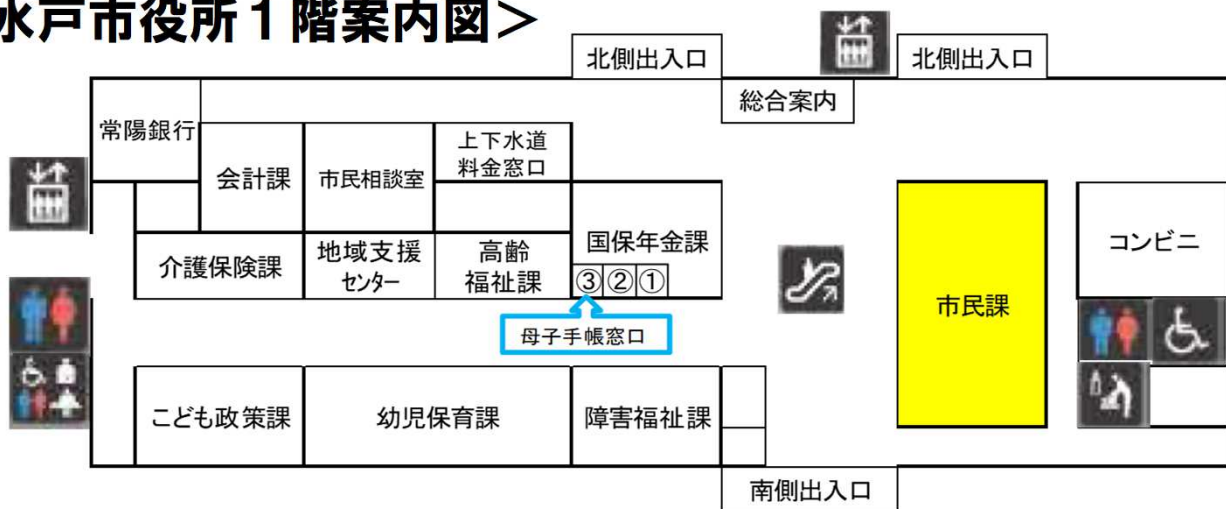 水戸市役所１階案内図＞
北側出入口
北側出入口
総合案内
常陽銀行
会計課
市民相談室
上下水道
料金窓口
国保年金課
③②①
介護保険課
地域支援
センター
高齢
福祉課
母子手帳窓口
市民課
コンビニ
こども政策課
幼児保育課
障害福祉課
南側出入口